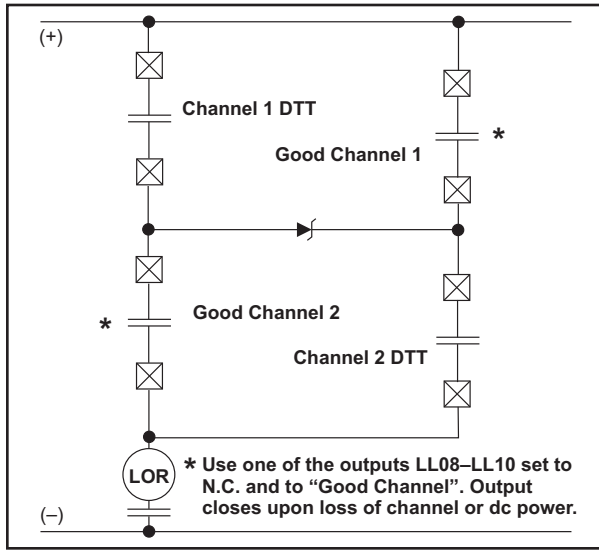 (+)
Channel 1 DTT
*
Good Channel 1
Good Channel 2
*
Channel 2 DTT
LOR
* Use one of the outputs LL08–LL10 set to
N.C. and to “Good Channel”. Output
closes upon loss of channel or dc power.
(–)